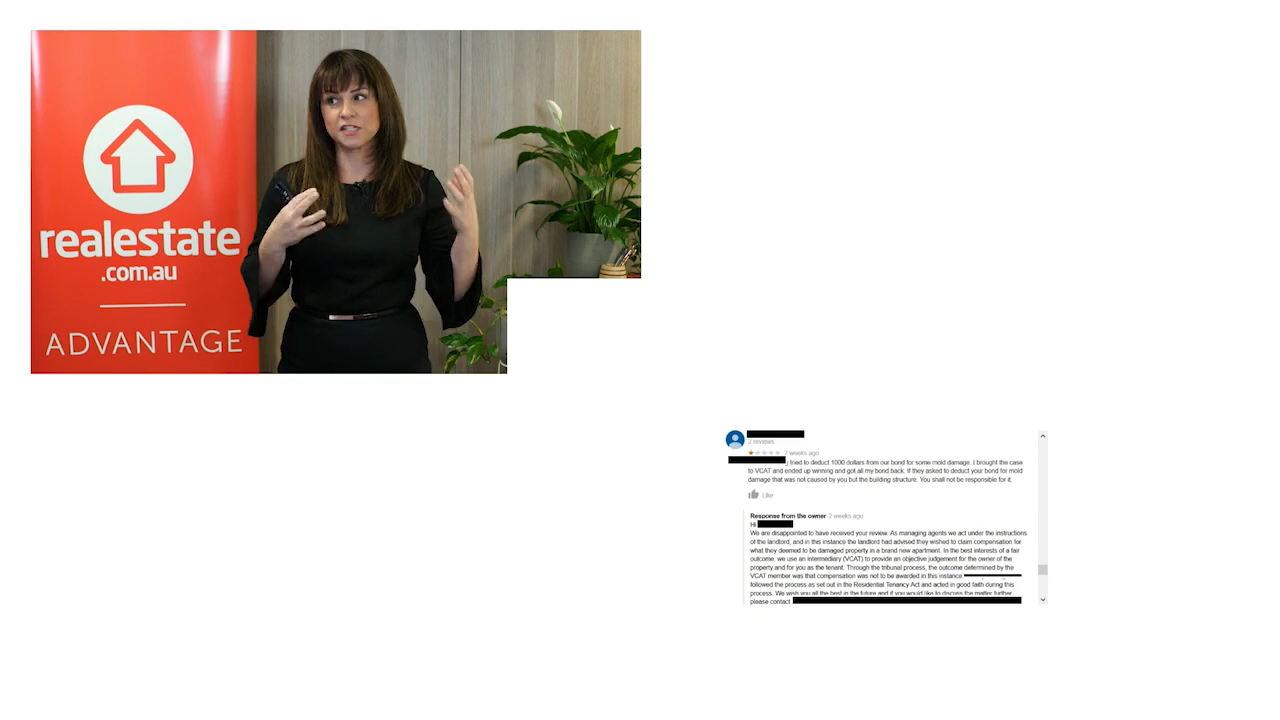 realestate
.com.au
ADVANTAGE
2 reviews
2 weeks ago
tried to deduct 1000 dollars from our bond for some mold damage. I brought the case
to VCAT and ended up winning and got all my bond back. If they asked to deduct your bond for mold
damage that was not caused by you but the building structure. You shall not be responsible for it.
Like
Response from the owner 2 weeks ago
Hi
We are disappointed to have received your review. As managing agents we act under the instructions
of the landlord, and in this instance the landlord had advised they wished to claim compensation for
what they deemed to be damaged property in a brand new apartment. In the best interests of a fair
outcome, we use an intermediary (VCAT) to provide an objective judgement for the owner of the
property and for you as the tenant. Through the tribunal process, the outcome determined by the
VCAT member was that compensation was not to be awarded in this instance.
followed the process as set out in the Residential Tenancy Act and acted in good faith during this
process. We wish you all the best in the future and if you would like to discuss the matter further,
please contact